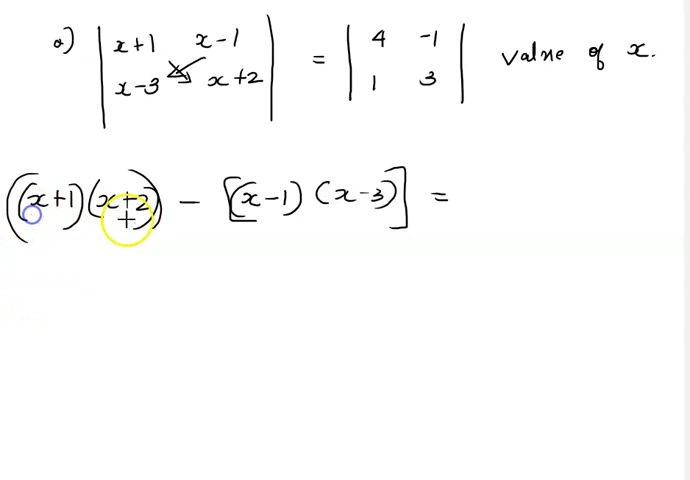 a) | x+1 x-1 | = | 4 -1 | value of x.
| x-3 x+2 | | 1 3 |
((x+1)(x+2)) - [(x-1)(x-3)] =